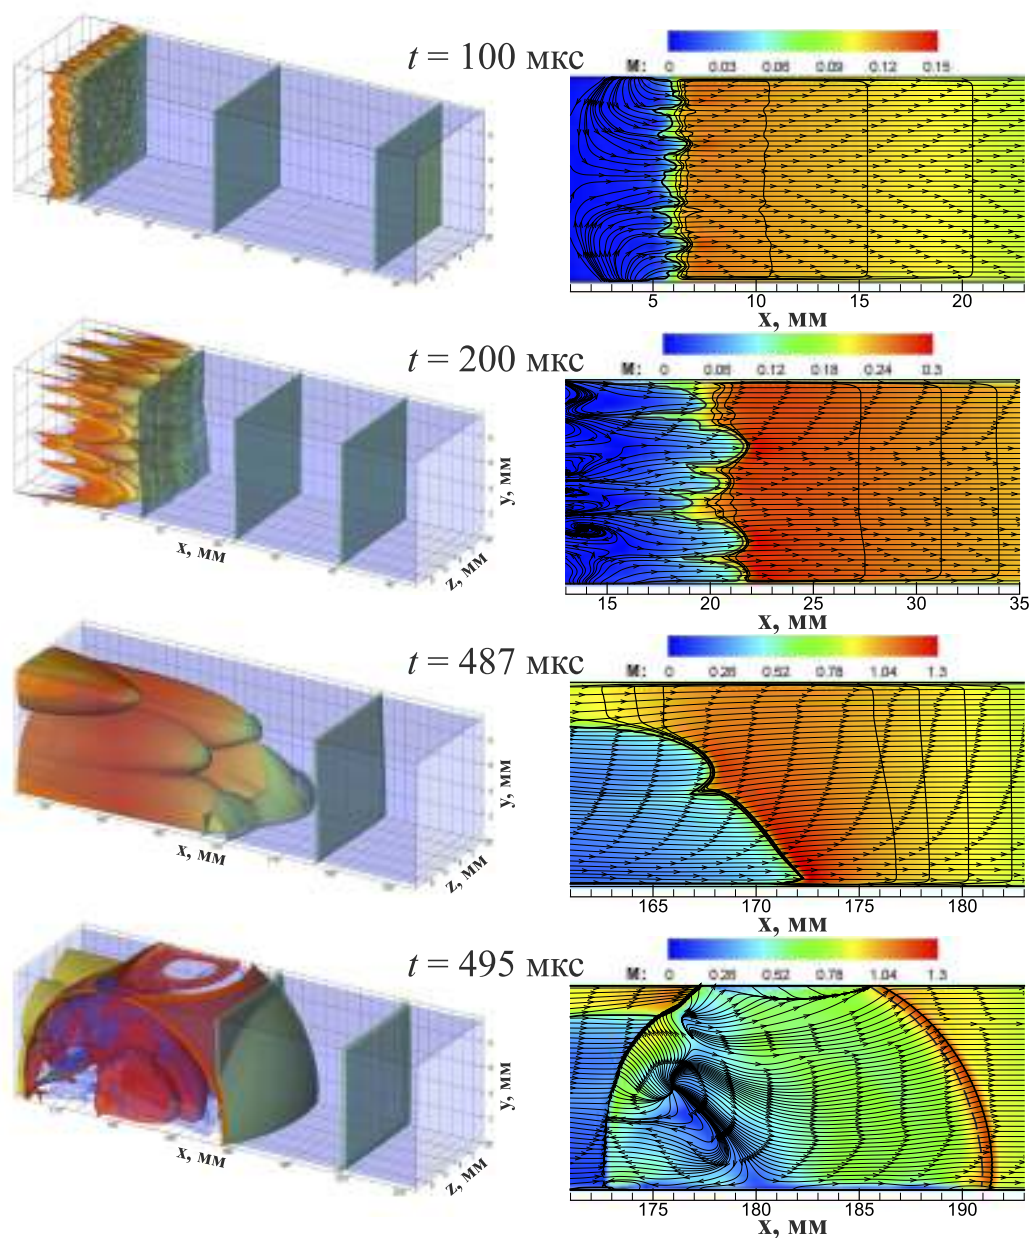 t = 100 мкс
M: 0 0.03 0.06 0.09 0.12 0.15
5 10 15 20
x, мм
t = 200 мкс
M: 0 0.06 0.12 0.18 0.24 0.3
y, мм
x, мм
z, мм
15 20 25 30 35
x, мм
t = 487 мкс
M: 0 0.26 0.52 0.78 1.04 1.3
y, мм
x, мм
z, мм
165 170 175 180
x, мм
t = 495 мкс
M: 0 0.26 0.52 0.78 1.04 1.3
y, мм
x, мм
z, мм
175 180 185 190
x, мм